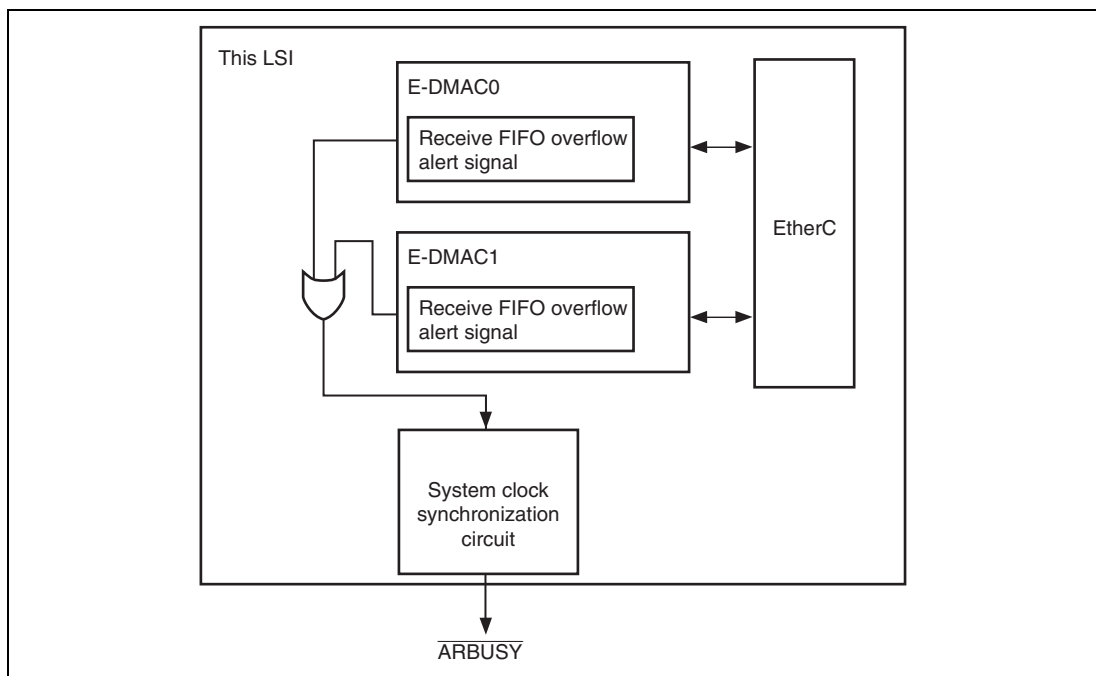 This LSI
E-DMAC0
Receive FIFO overflow
alert signal
EtherC
E-DMAC1
Receive FIFO overflow
alert signal
System clock
synchronization
circuit
ARBUSY